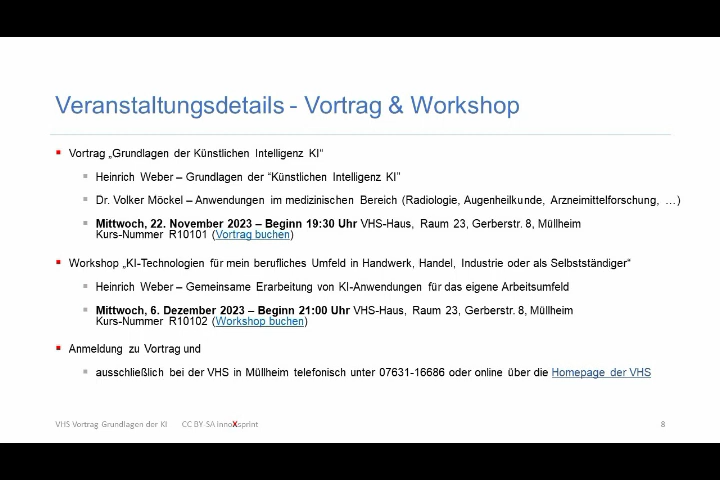 Veranstaltungsdetails - Vortrag & Workshop
▪ Vortrag „Grundlagen der Künstlichen Intelligenz KI“
▪ Heinrich Weber – Grundlagen der “Künstlichen Intelligenz KI”
▪ Dr. Volker Möckel – Anwendungen im medizinischen Bereich (Radiologie, Augenheilkunde, Arzneimittelforschung, …)
▪ Mittwoch, 22. November 2023 – Beginn 19:30 Uhr VHS-Haus, Raum 23, Gerberstr. 8, Müllheim
Kurs-Nummer R10101 (Vortrag buchen)
▪ Workshop „KI-Technologien für mein berufliches Umfeld in Handwerk, Handel, Industrie oder als Selbstständiger“
▪ Heinrich Weber – Gemeinsame Erarbeitung von KI-Anwendungen für das eigene Arbeitsumfeld
▪ Mittwoch, 6. Dezember 2023 – Beginn 21:00 Uhr VHS-Haus, Raum 23, Gerberstr. 8, Müllheim
Kurs-Nummer R10102 (Workshop buchen)
▪ Anmeldung zu Vortrag und
▪ ausschließlich bei der VHS in Müllheim telefonisch unter 07631-16686 oder online über die Homepage der VHS
VHS Vortrag Grundlagen der KI CC BY SA innoXsprint 8